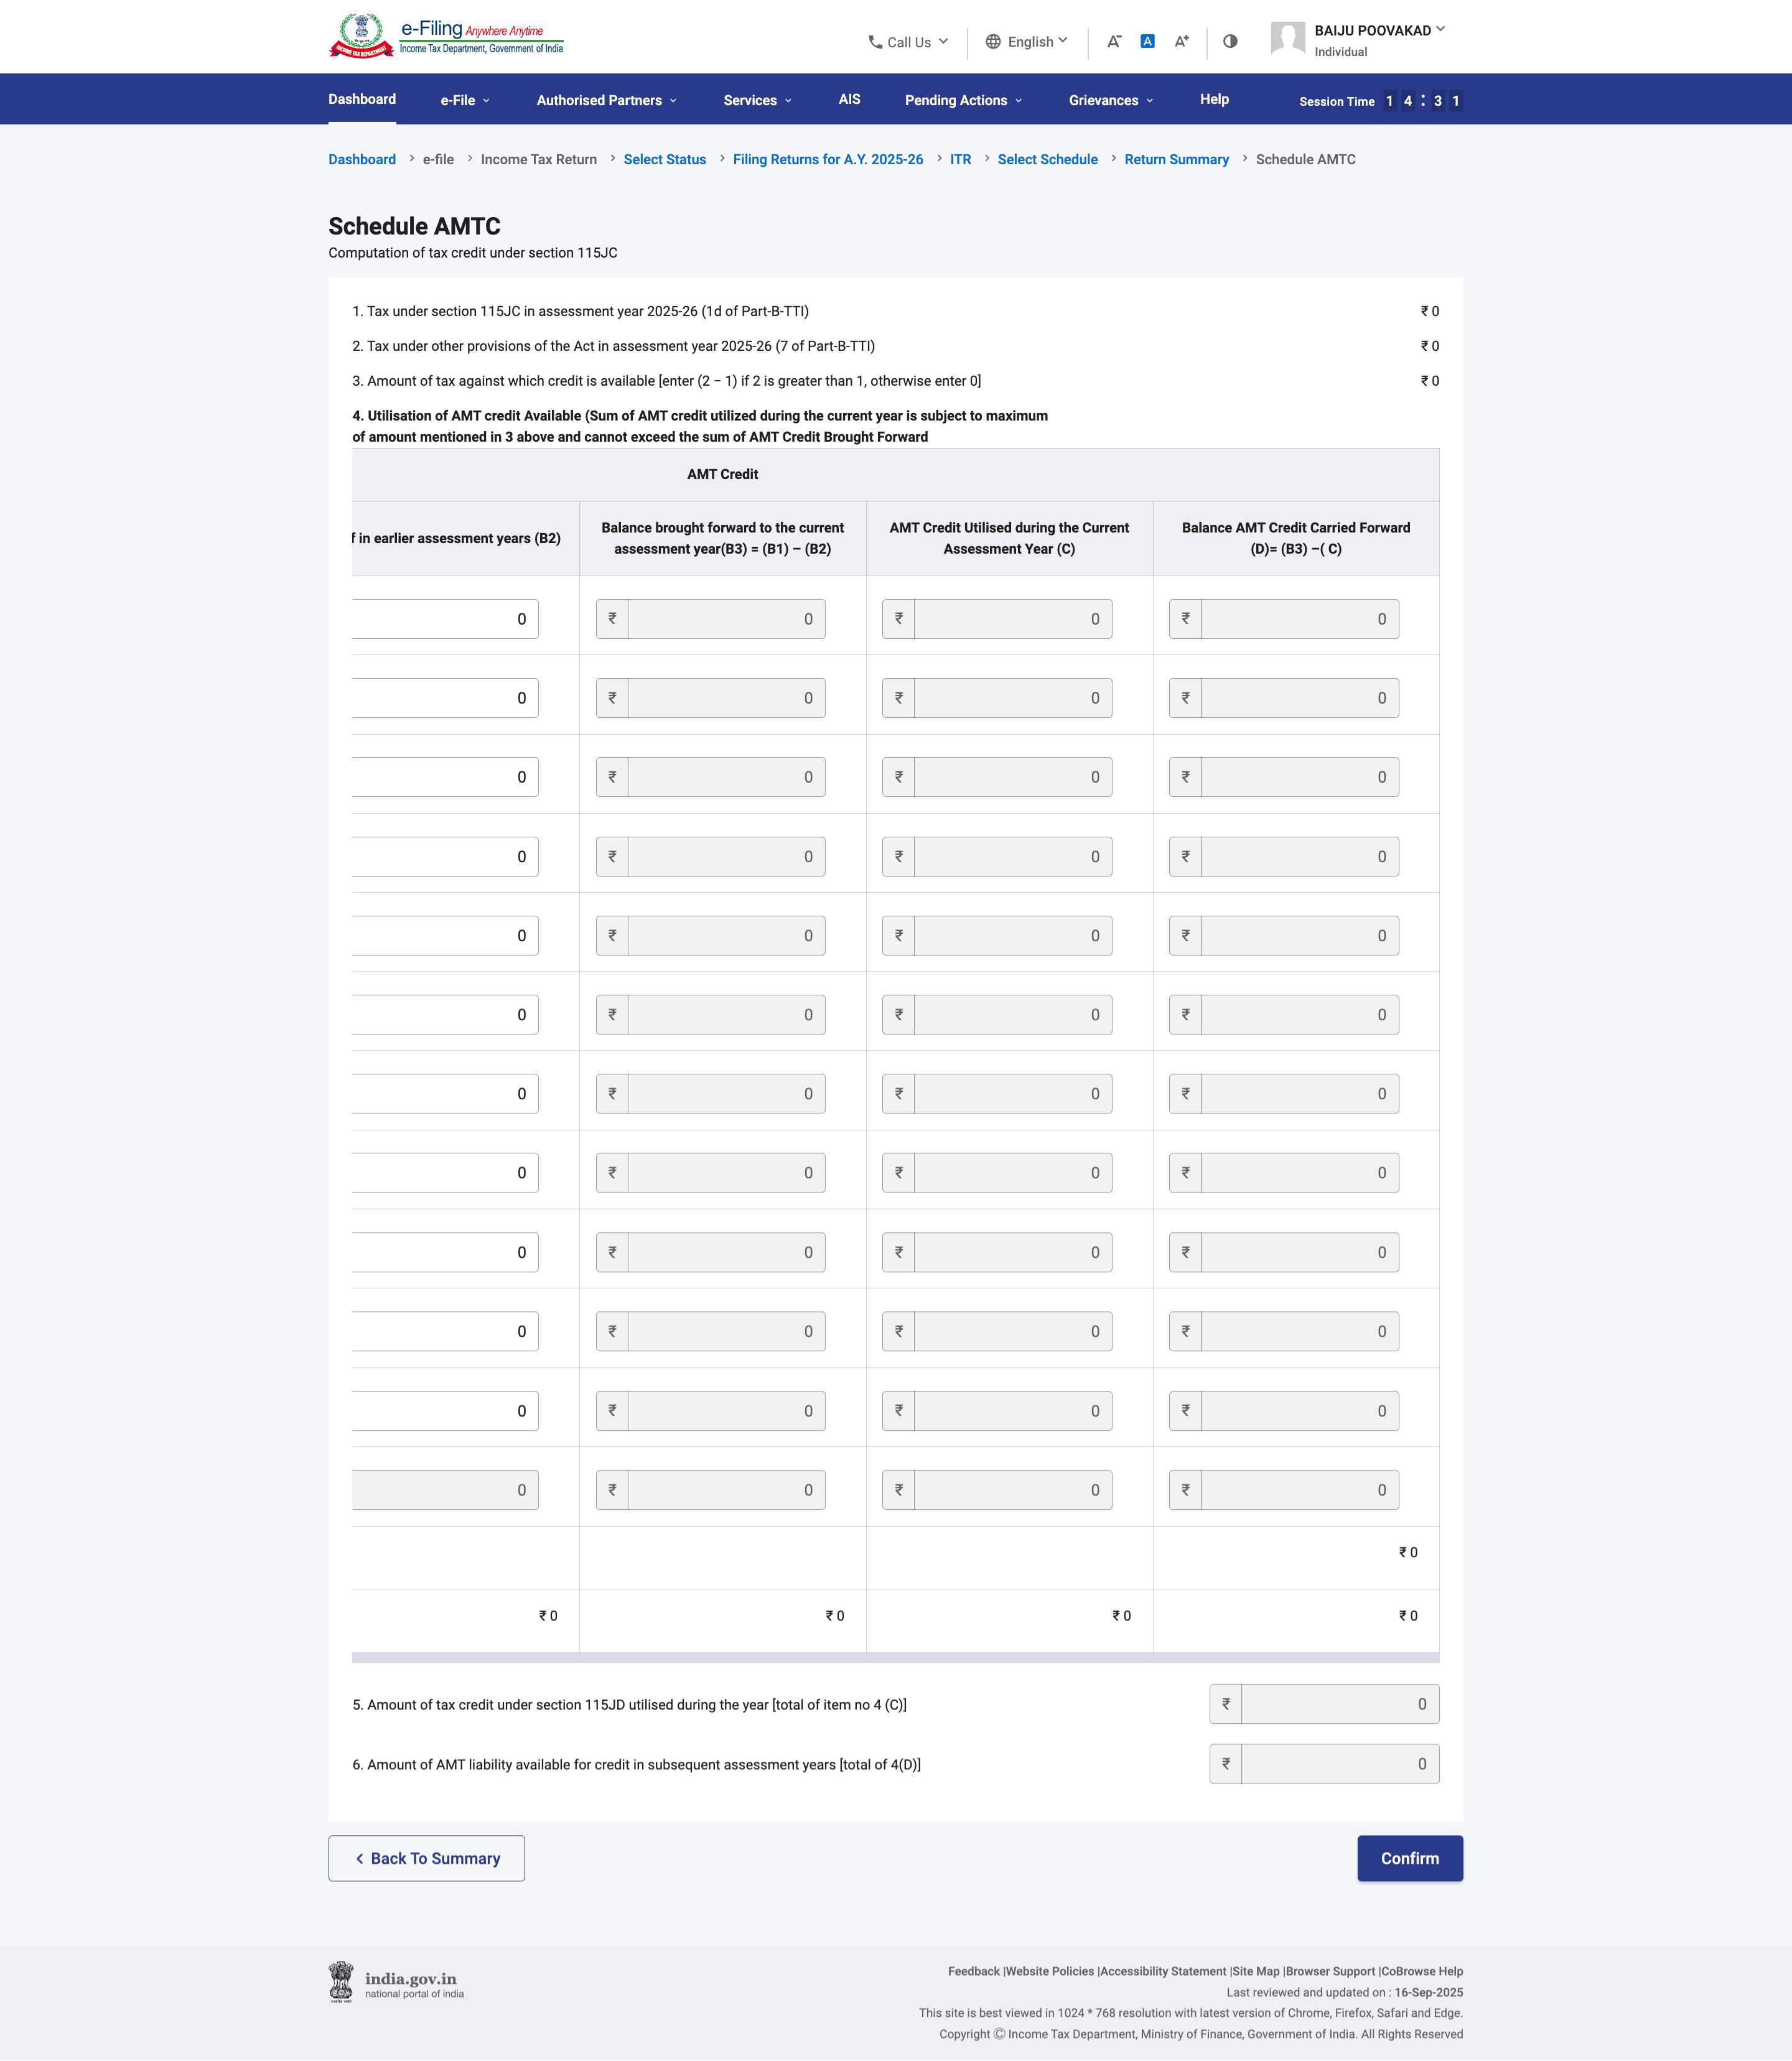 e-Filing Anywhere Anytime
Income Tax Department, Government of India
INCOME TAX DEPARTMENT
Call Us
English
A-
A
A+
BAIJU POOVAKAD
Individual
Dashboard
e-File
Authorised Partners
Services
AIS
Pending Actions
Grievances
Help
Session Time 1 4 : 3 1
Dashboard > e-file > Income Tax Return > Select Status > Filing Returns for A.Y. 2025-26 > ITR > Select Schedule > Return Summary > Schedule AMTC
Schedule AMTC
Computation of tax credit under section 115JC
1. Tax under section 115JC in assessment year 2025-26 (1d of Part-B-TTI) ₹ 0
2. Tax under other provisions of the Act in assessment year 2025-26 (7 of Part-B-TTI) ₹ 0
3. Amount of tax against which credit is available [enter (2 − 1) if 2 is greater than 1, otherwise enter 0] ₹ 0
4. Utilisation of AMT credit Available (Sum of AMT credit utilized during the current year is subject to maximum
of amount mentioned in 3 above and cannot exceed the sum of AMT Credit Brought Forward
AMT Credit
f in earlier assessment years (B2)
Balance brought forward to the current
assessment year(B3) = (B1) – (B2)
AMT Credit Utilised during the Current
Assessment Year (C)
Balance AMT Credit Carried Forward
(D)= (B3) –( C)
0 ₹ 0 ₹ 0 ₹ 0
0 ₹ 0 ₹ 0 ₹ 0
0 ₹ 0 ₹ 0 ₹ 0
0 ₹ 0 ₹ 0 ₹ 0
0 ₹ 0 ₹ 0 ₹ 0
0 ₹ 0 ₹ 0 ₹ 0
0 ₹ 0 ₹ 0 ₹ 0
0 ₹ 0 ₹ 0 ₹ 0
0 ₹ 0 ₹ 0 ₹ 0
0 ₹ 0 ₹ 0 ₹ 0
0 ₹ 0 ₹ 0 ₹ 0
0 ₹ 0 ₹ 0 ₹ 0
₹ 0
₹ 0 ₹ 0 ₹ 0 ₹ 0
5. Amount of tax credit under section 115JD utilised during the year [total of item no 4 (C)] ₹ 0
6. Amount of AMT liability available for credit in subsequent assessment years [total of 4(D)] ₹ 0
< Back To Summary
Confirm
india.gov.in
national portal of india
Feedback |Website Policies |Accessibility Statement |Site Map |Browser Support |CoBrowse Help
Last reviewed and updated on : 16-Sep-2025
This site is best viewed in 1024 * 768 resolution with latest version of Chrome, Firefox, Safari and Edge.
Copyright © Income Tax Department, Ministry of Finance, Government of India. All Rights Reserved